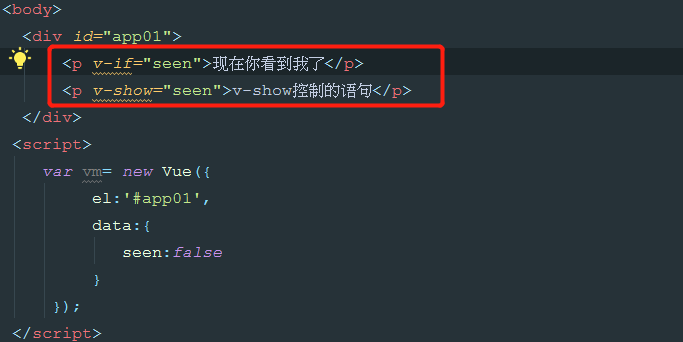 <body>
<div id="app01">
<p v-if="seen">现在你看到我了</p>
<p v-show="seen">v-show控制的语句</p>
</div>
<script>
var vm= new Vue({
el:'#app01',
data:{
seen:false
}
});
</script>